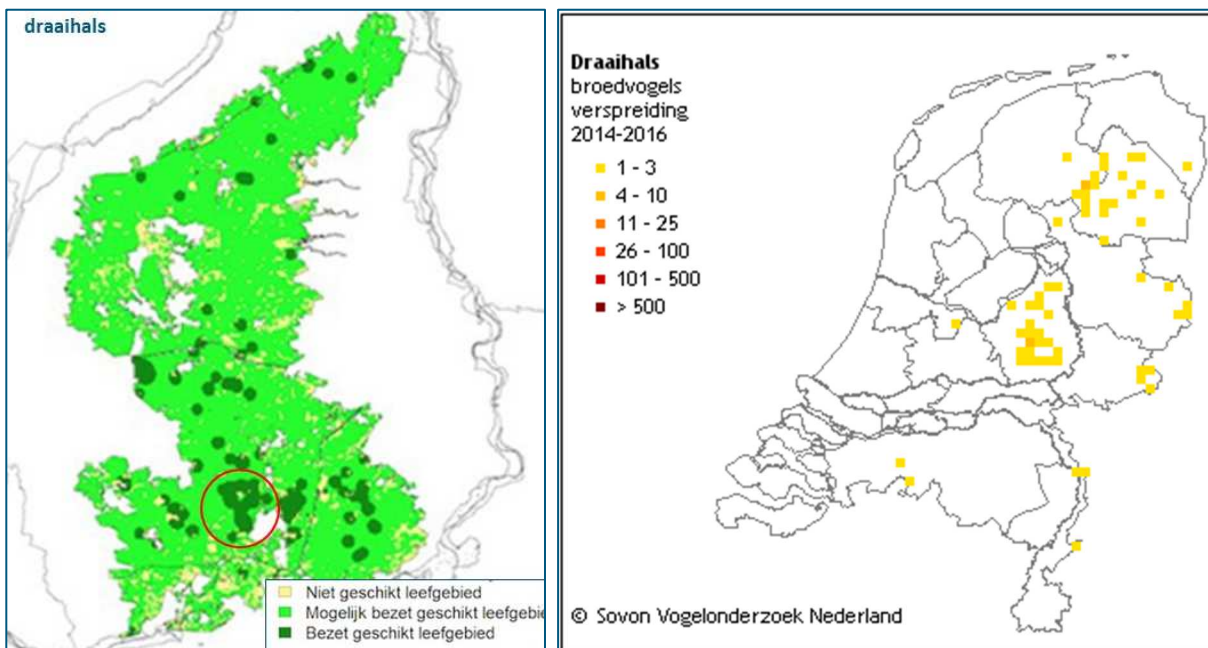 draaihals
Niet geschikt leefgebied
Mogelijk bezet geschikt leefgebie
Bezet geschikt leefgebied
Draaihals
broedvogels
verspreiding
2014-2016
1 - 3
4 - 10
11 - 25
26 - 100
101 - 500
> 500
© Sovon Vogelonderzoek Nederland